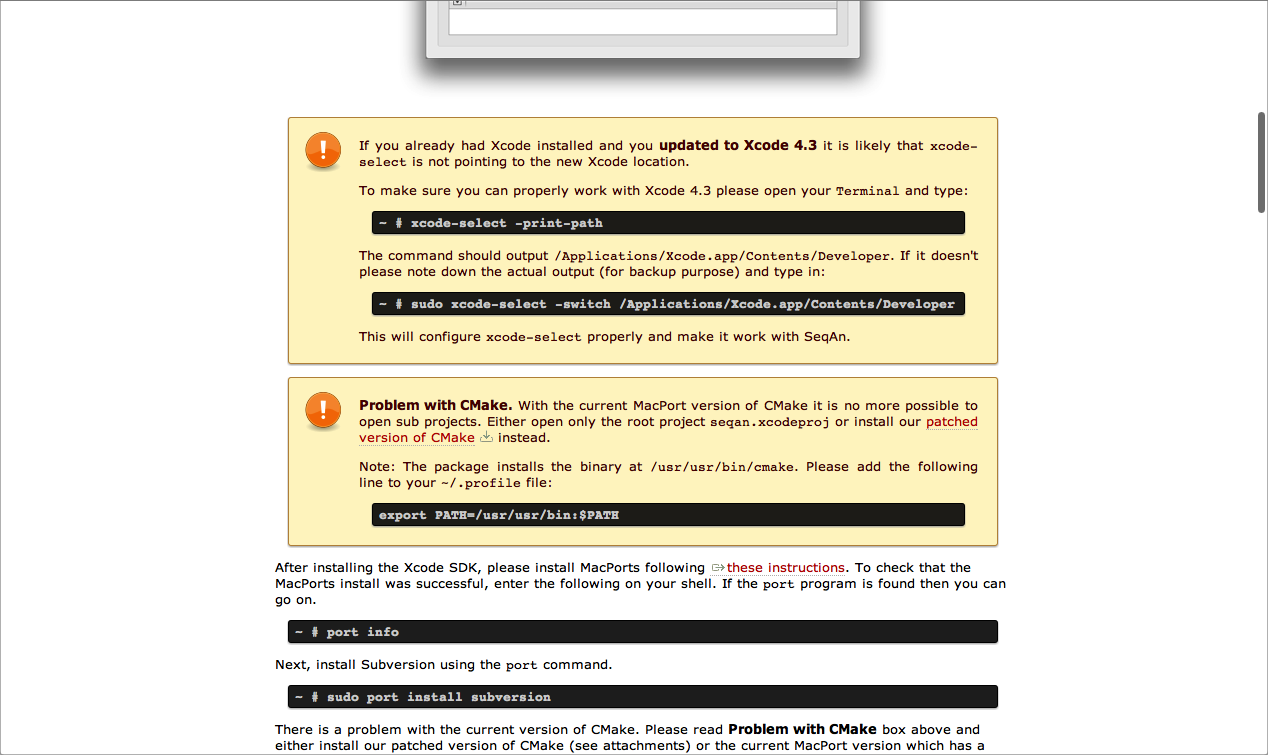 If you already had Xcode installed and you updated to Xcode 4.3 it is likely that xcode-
select is not pointing to the new Xcode location.
To make sure you can properly work with Xcode 4.3 please open your Terminal and type:
~ # xcode-select -print-path
The command should output /Applications/Xcode.app/Contents/Developer. If it doesn't
please note down the actual output (for backup purpose) and type in:
~ # sudo xcode-select -switch /Applications/Xcode.app/Contents/Developer
This will configure xcode-select properly and make it work with SeqAn.
Problem with CMake. With the current MacPort version of CMake it is no more possible to
open sub projects. Either open only the root project seqan.xcodeproj or install our patched
version of CMake instead.
Note: The package installs the binary at /usr/usr/bin/cmake. Please add the following
line to your ~/.profile file:
export PATH=/usr/usr/bin:$PATH
After installing the Xcode SDK, please install MacPorts following these instructions. To check that the
MacPorts install was successful, enter the following on your shell. If the port program is found then you can
go on.
~ # port info
Next, install Subversion using the port command.
~ # sudo port install subversion
There is a problem with the current version of CMake. Please read Problem with CMake box above and
either install our patched version of CMake (see attachments) or the current MacPort version which has a